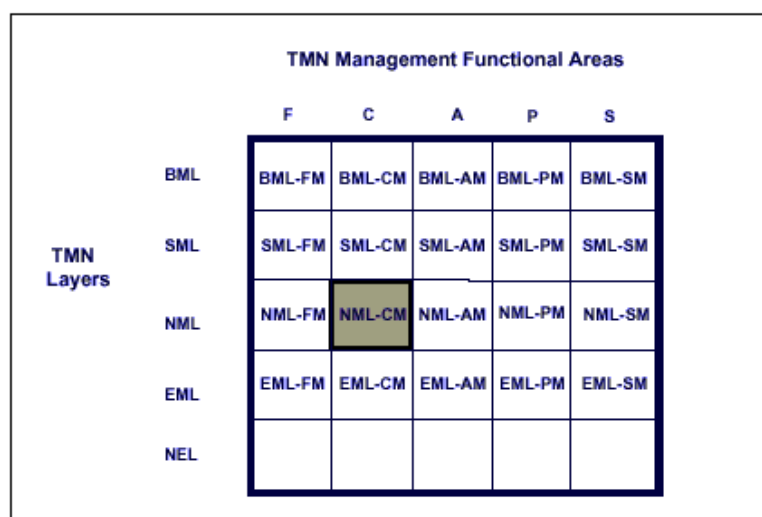 TMN Management Functional Areas
F C A P S
BML BML-FM BML-CM BML-AM BML-PM BML-SM
SML SML-FM SML-CM SML-AM SML-PM SML-SM
TMN
Layers
NML NML-FM NML-CM NML-AM NML-PM NML-SM
EML EML-FM EML-CM EML-AM EML-PM EML-SM
NEL